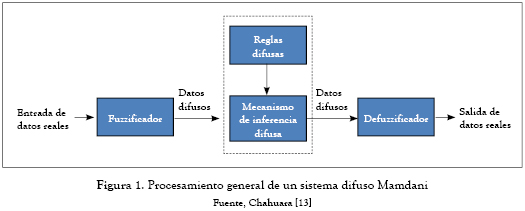 Reglas
difusas
Entrada de
datos reales
Fuzzificador
Datos
difusos
Mecanismo
de inferencia
difusa
Datos
difusos
Defuzzificador
Salida de
datos reales
Figura 1. Procesamiento general de un sistema difuso Mamdani
Fuente, Chahuara [13]